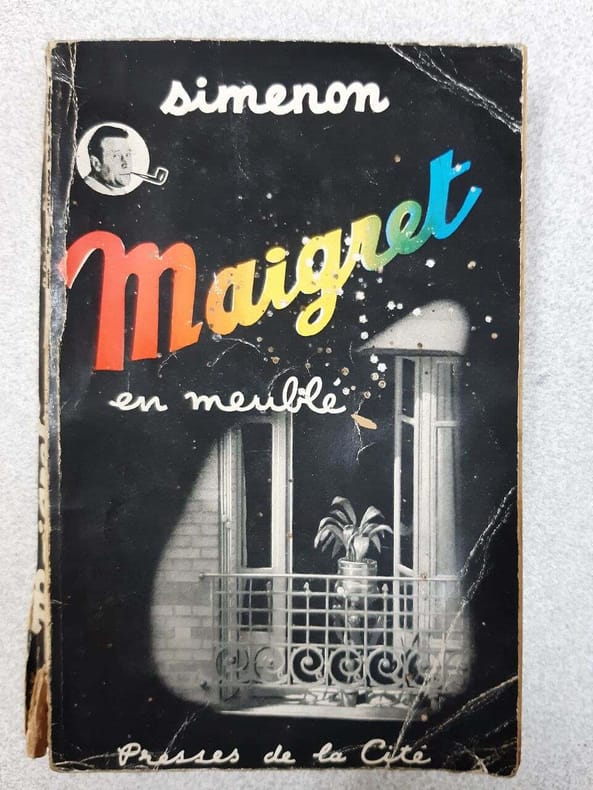 simenon
Maigret
en meublé
Presses de la Cité